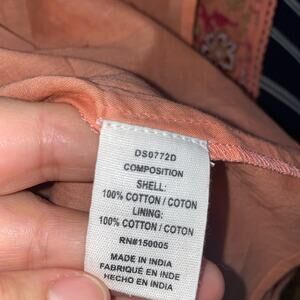 DS0772D
COMPOSITION
SHELL:
100% COTTON / COTON
LINING:
100% COTTON / COTON
RN#150005
MADE IN INDIA
FABRIQUÉ EN INDE
HECHO EN INDIA